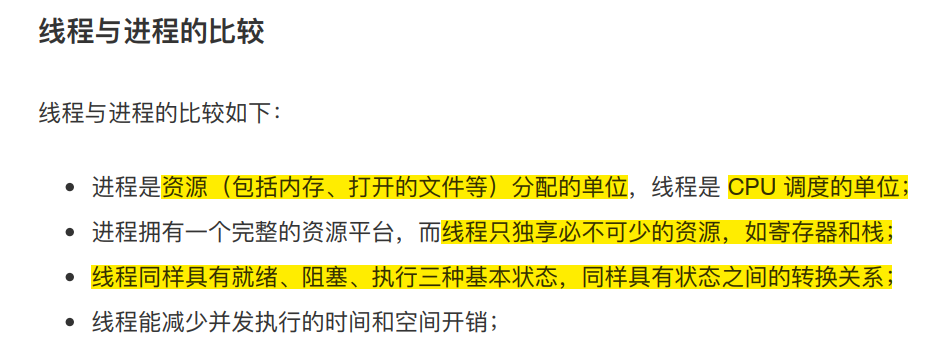 线程与进程的比较
线程与进程的比较如下：
进程是资源（包括内存、打开的文件等）分配的单位，线程是 CPU 调度的单位；
进程拥有一个完整的资源平台，而线程只独享必不可少的资源，如寄存器和栈；
线程同样具有就绪、阻塞、执行三种基本状态，同样具有状态之间的转换关系；
线程能减少并发执行的时间和空间开销；